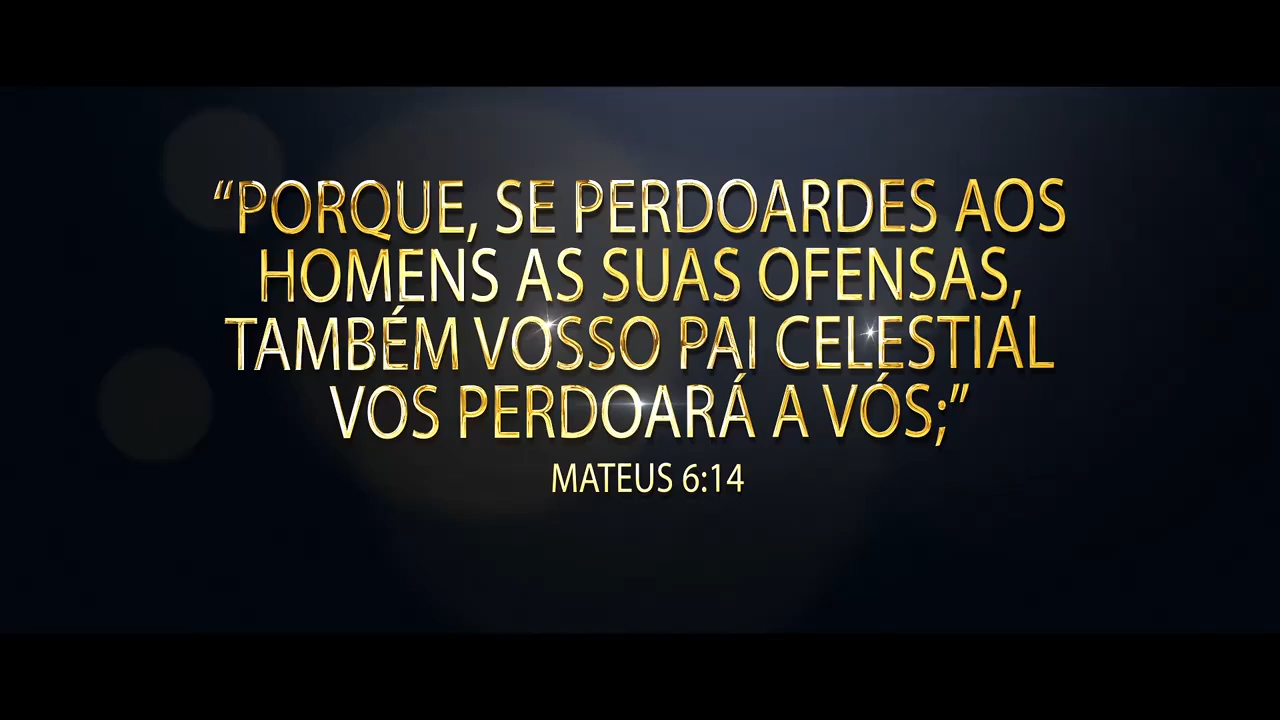 “PORQUE, SE PERDOARDES AOS
HOMENS AS SUAS OFENSAS,
TAMBÉM VOSSO PAI CELESTIAL
VOS PERDOARÁ A VÓS;”
MATEUS 6:14